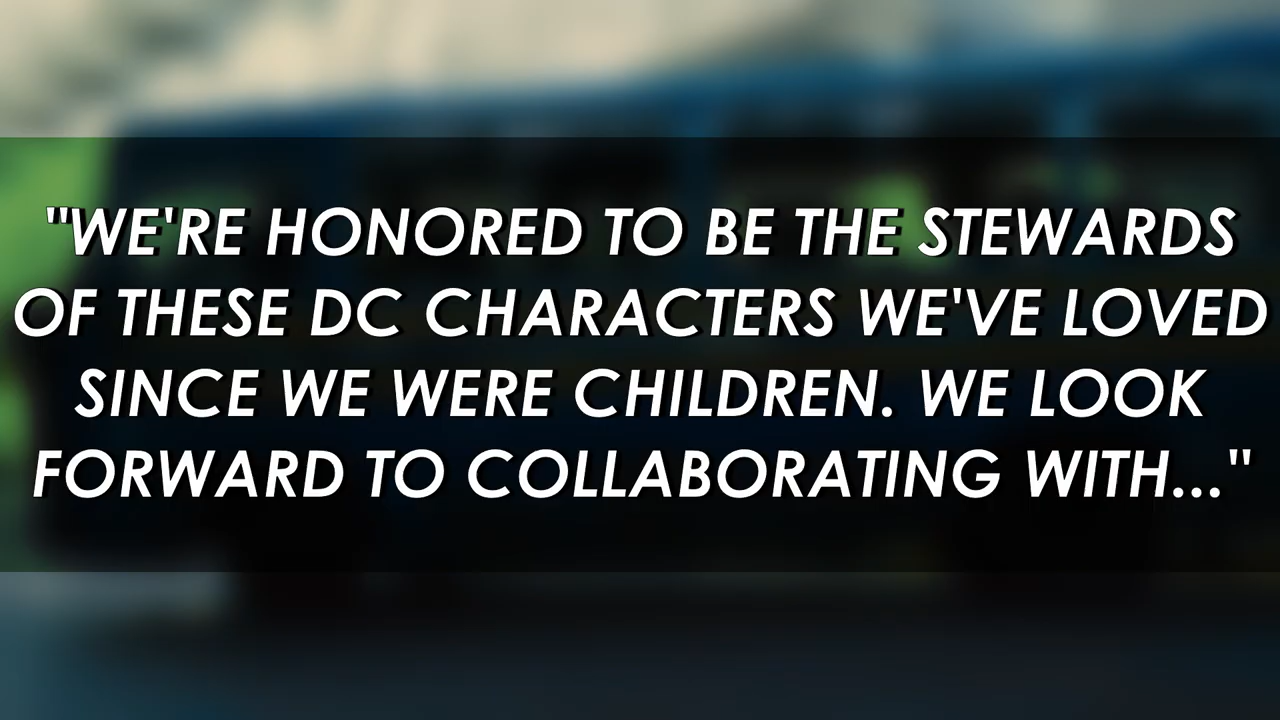 "WE'RE HONORED TO BE THE STEWARDS
OF THESE DC CHARACTERS WE'VE LOVED
SINCE WE WERE CHILDREN. WE LOOK
FORWARD TO COLLABORATING WITH..."